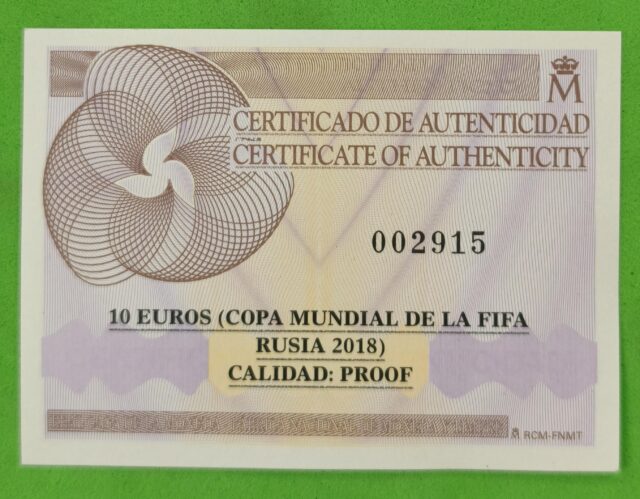 M
CERTIFICADO DE AUTENTICIDAD
CERTIFICATE OF AUTHENTICITY
002915
10 EUROS (COPA MUNDIAL DE LA FIFA
RUSIA 2018)
CALIDAD: PROOF
RCM-FNMT